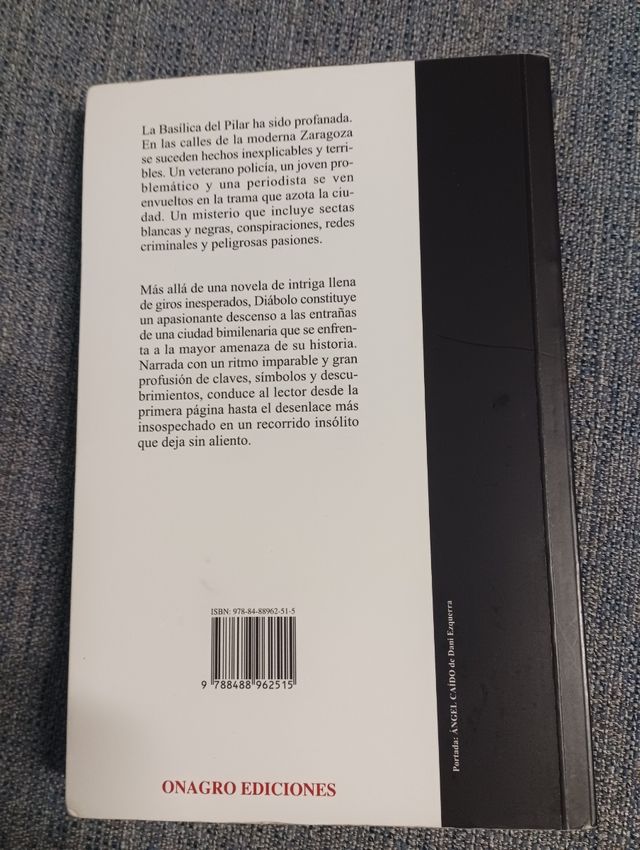 La Basílica del Pilar ha sido profanada.
En las calles de la moderna Zaragoza
se suceden hechos inexplicables y terri-
bles. Un veterano policía, un joven pro-
blemático y una periodista se ven
envueltos en la trama que azota la ciu-
dad. Un misterio que incluye sectas
blancas y negras, conspiraciones, redes
criminales y peligrosas pasiones.
Más allá de una novela de intriga llena
de giros inesperados, Diábolo constituye
un apasionante descenso a las entrañas
de una ciudad bimilenaria que se enfren-
ta a la mayor amenaza de su historia.
Narrada con un ritmo imparable y gran
profusión de claves, símbolos y descu-
brimientos, conduce al lector desde la
primera página hasta el desenlace más
insospechado en un recorrido insólito
que deja sin aliento.
ISBN: 978-84-88962-51-5
9 788488 962515
ONAGRO EDICIONES
Portada: ÁNGEL CAÍDO de Dani Ezquerra